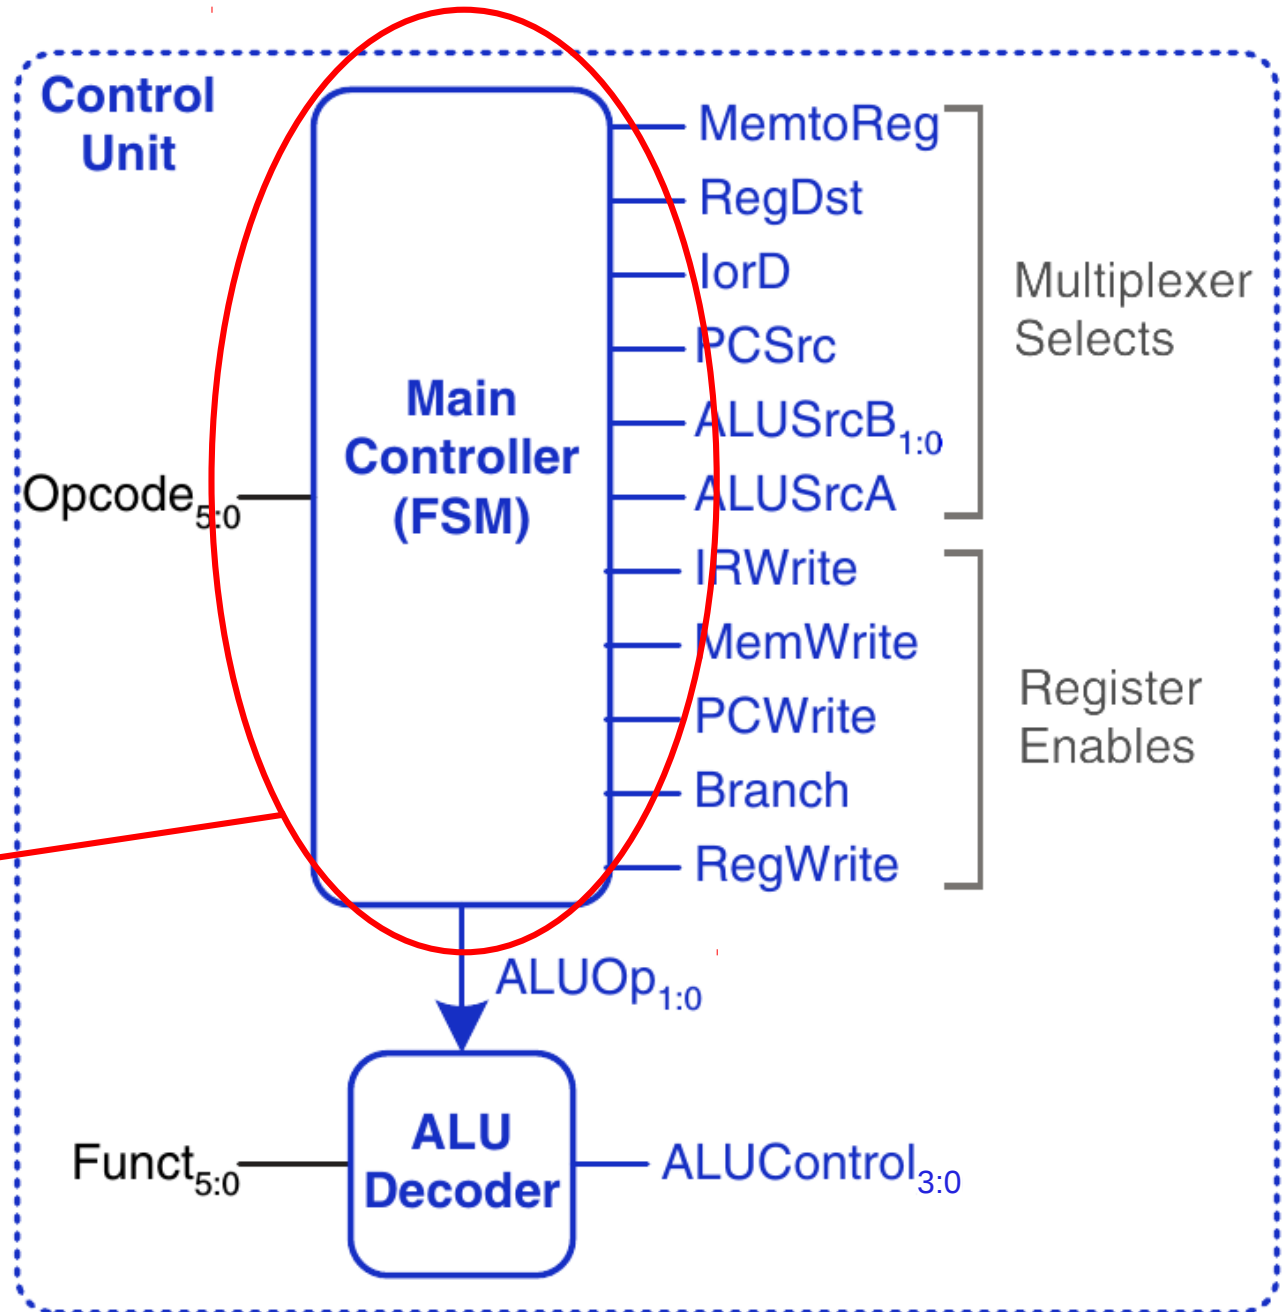 Control
Unit
MemtoReg
RegDst
IorD
PCSrc
ALUSrcB1:0
ALUSrcA
IRWrite
MemWrite
PCWrite
Branch
RegWrite
Multiplexer
Selects
Register
Enables
Main
Controller
(FSM)
Opcode5:0
ALUOp1:0
ALU
Decoder
Funct5:0
ALUControl3:0